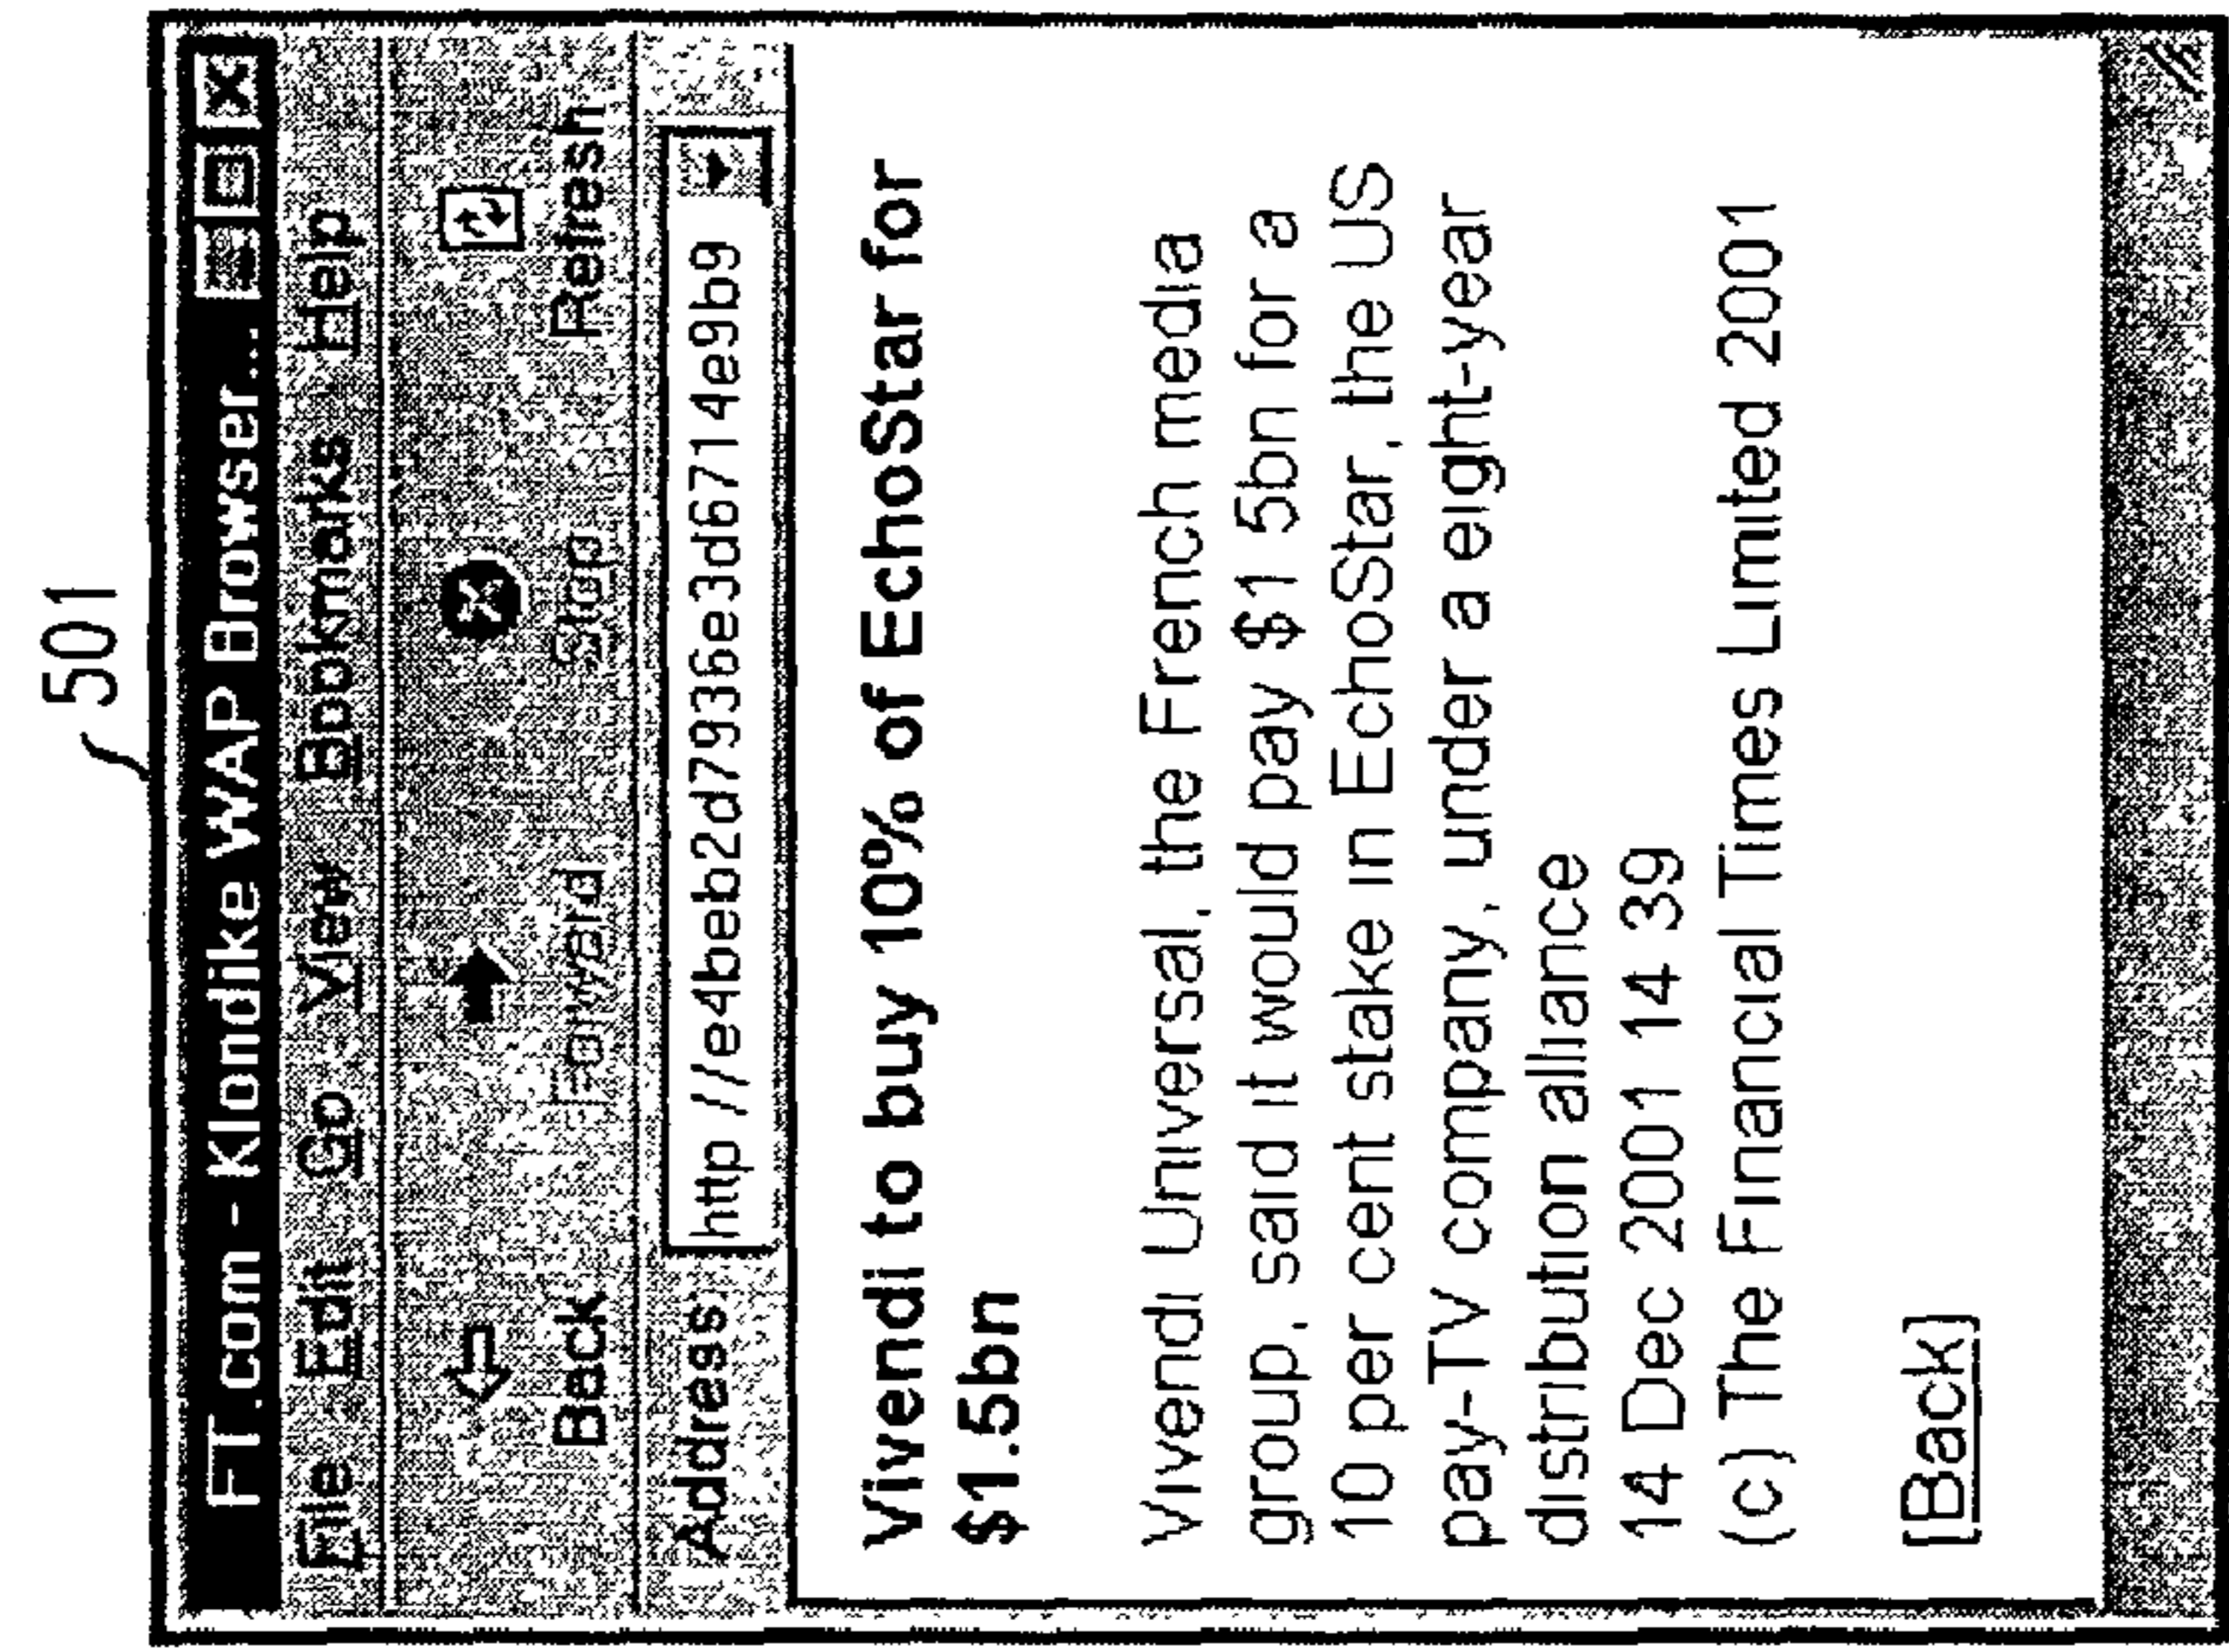 501
FT.com - Klondike WAP Browser...
File Edit Go View Bookmarks Help
Back Forward Stop Refresh
Address http //e4beb2d7936e3d6714e9b9
Vivendi to buy 10% of EchoStar for
$1.5bn
Vivendi Universal, the French media
group, said it would pay $1 5bn for a
10 per cent stake in EchoStar, the US
pay-TV company, under a eight-year
distribution alliance
14 Dec 2001 14 39
(c) The Financial Times Limited 2001
[Back]